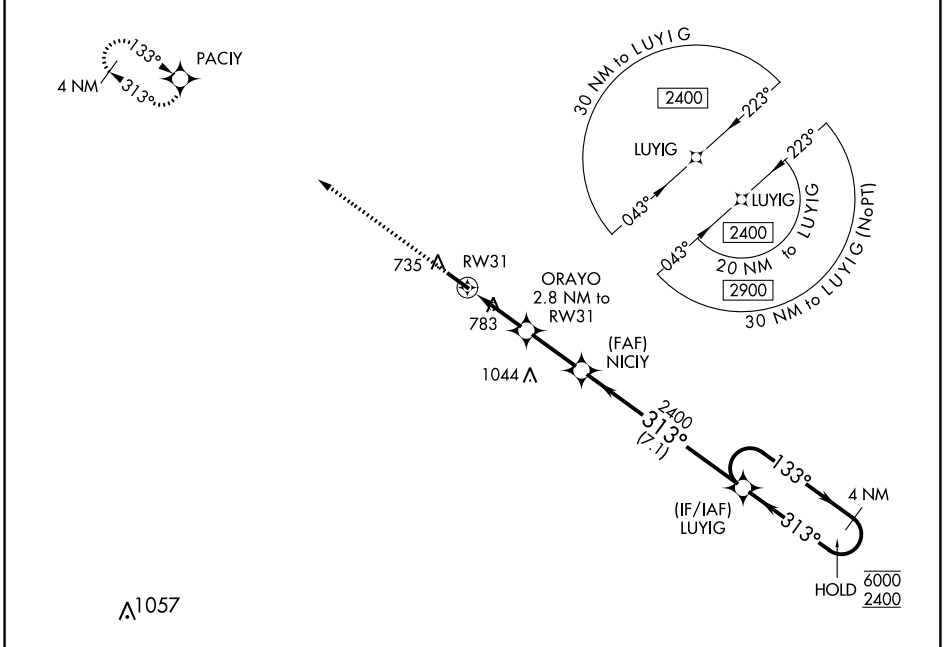 133°
PACIY
4 NM
313°
30 NM to LUYIG
2400
223°
LUYIG
043°
223°
LUYIG
043°
2400
20 NM to LUYIG
2900
30 NM to LUYIG (NoPT)
735
RW31
ORAYO
2.8 NM to
RW31
783
(FAF)
NICIY
1044
2400
313°
(7.1)
133°
4 NM
(IF/IAF)
LUYIG
313°
HOLD 6000
2400
1057